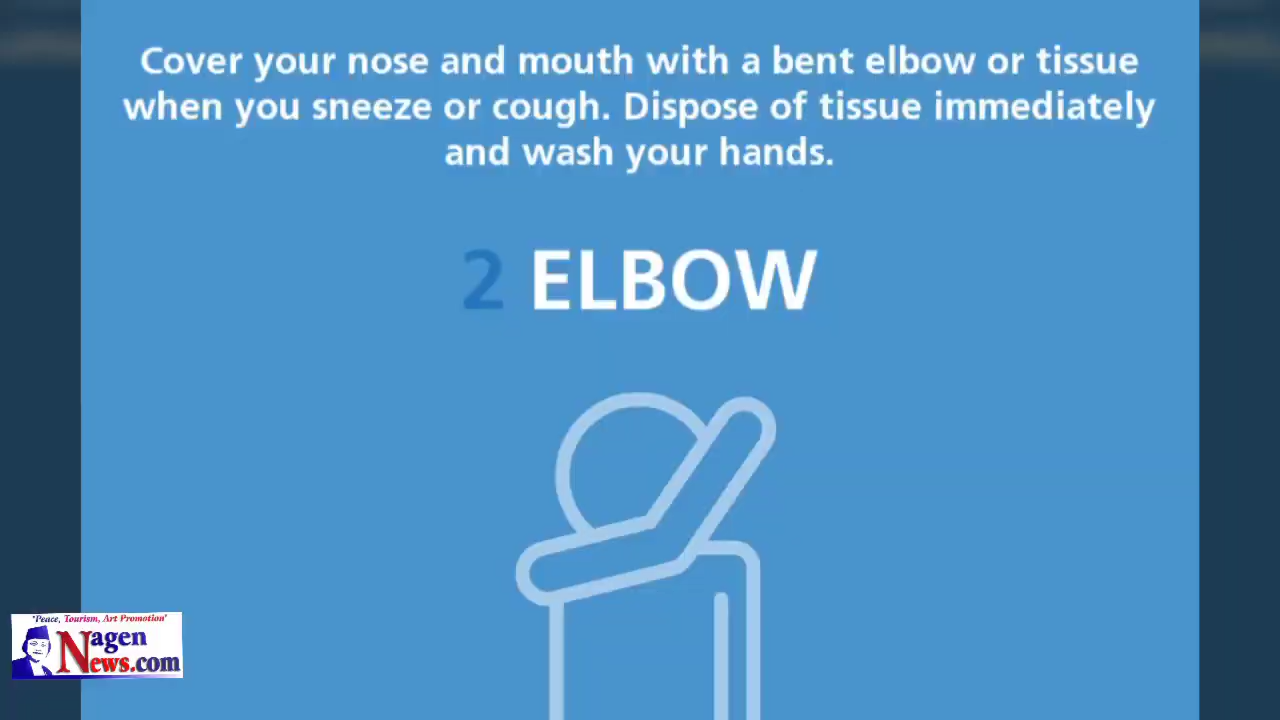 Cover your nose and mouth with a bent elbow or tissue
when you sneeze or cough. Dispose of tissue immediately
and wash your hands.
2 ELBOW
"Peace, Tourism, Art Promotion"
Nagen
News.com